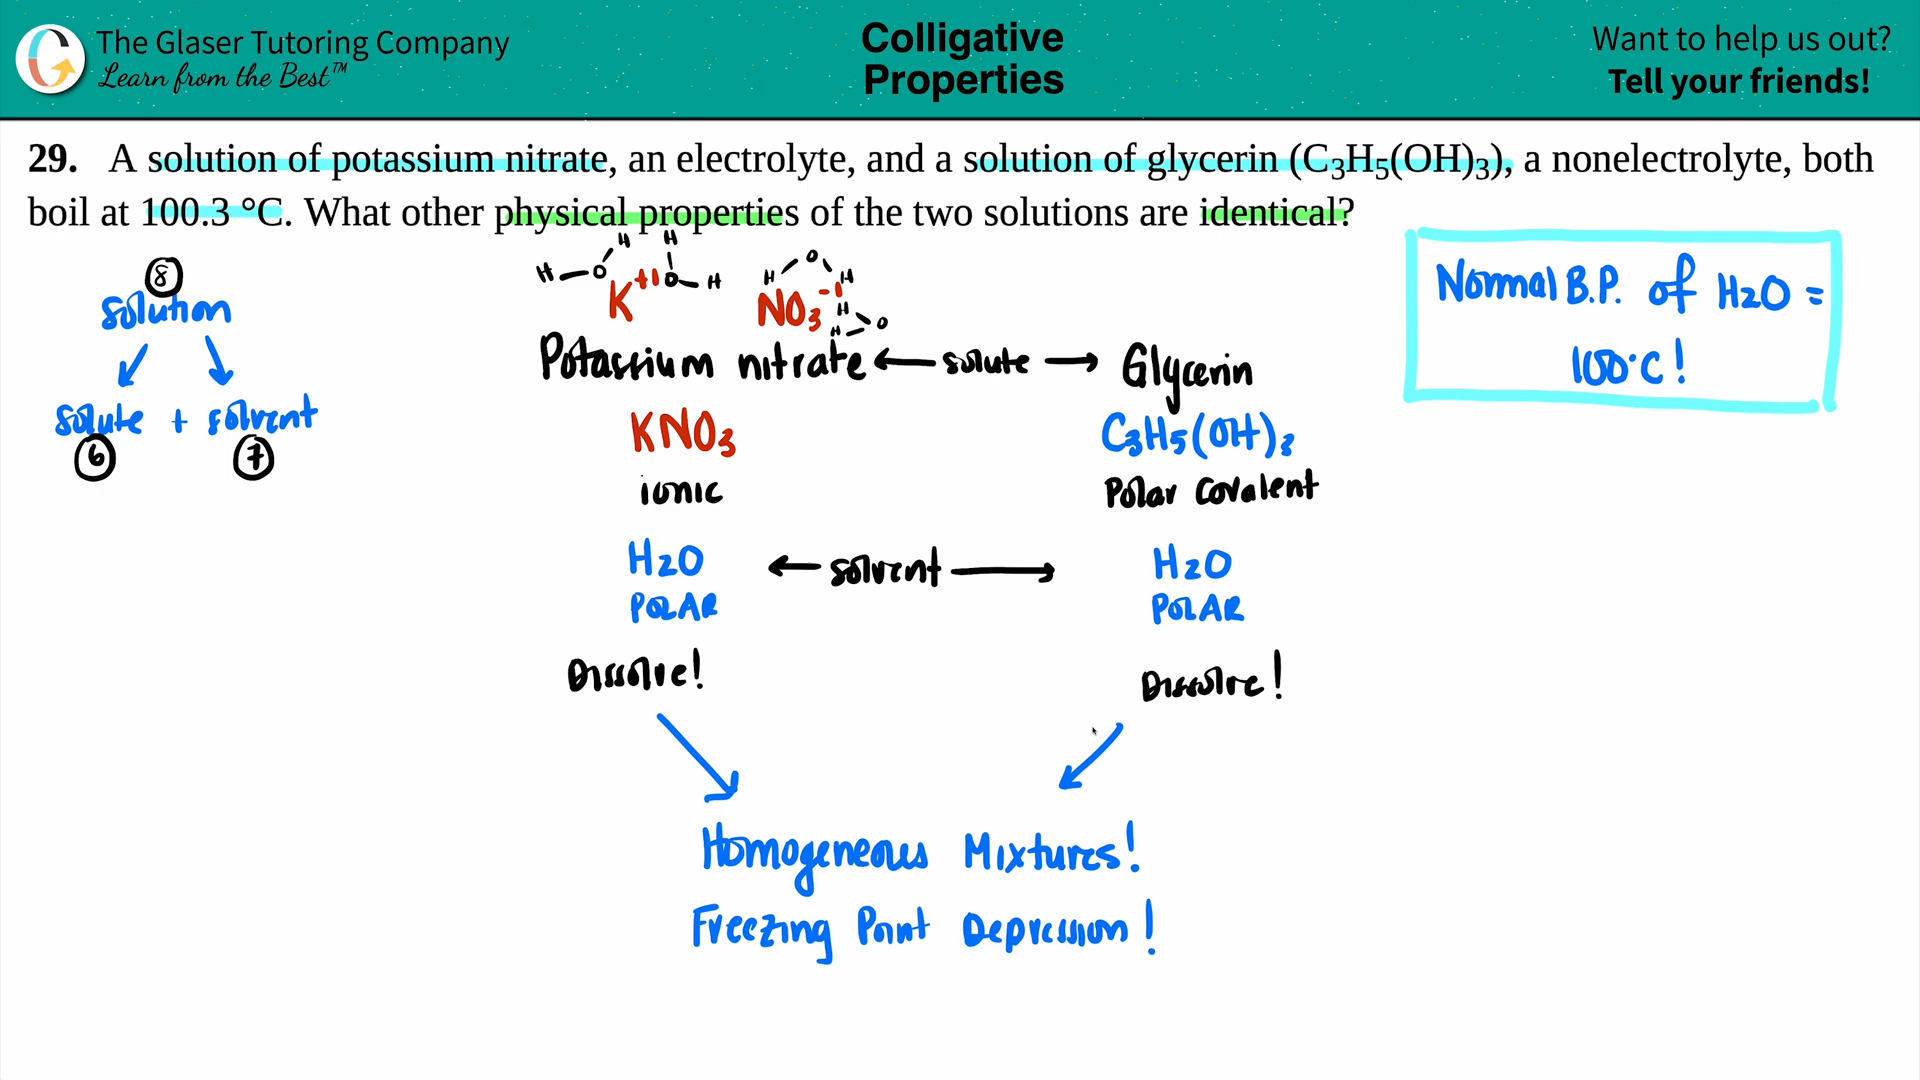 The Glaser Tutoring Company
Learn from the Best™
Colligative
Properties
Want to help us out?
Tell your friends!
29. A solution of potassium nitrate, an electrolyte, and a solution of glycerin (C₃H₅(OH)₃), a nonelectrolyte, both
boil at 100.3 °C. What other physical properties of the two solutions are identical?
8
solution
solute + solvent
6 7
H O H H O H
K⁺¹
H O H
NO₃⁻¹
H H O
Potassium nitrate ← solute → Glycerin
KNO₃ C₃H₅(OH)₃
ionic Polar Covalent
H₂O ← solvent → H₂O
POLAR POLAR
Dissolve! Dissolve!
Homogeneous Mixtures!
Freezing Point Depression!
Normal B.P. of H₂O =
100°C!